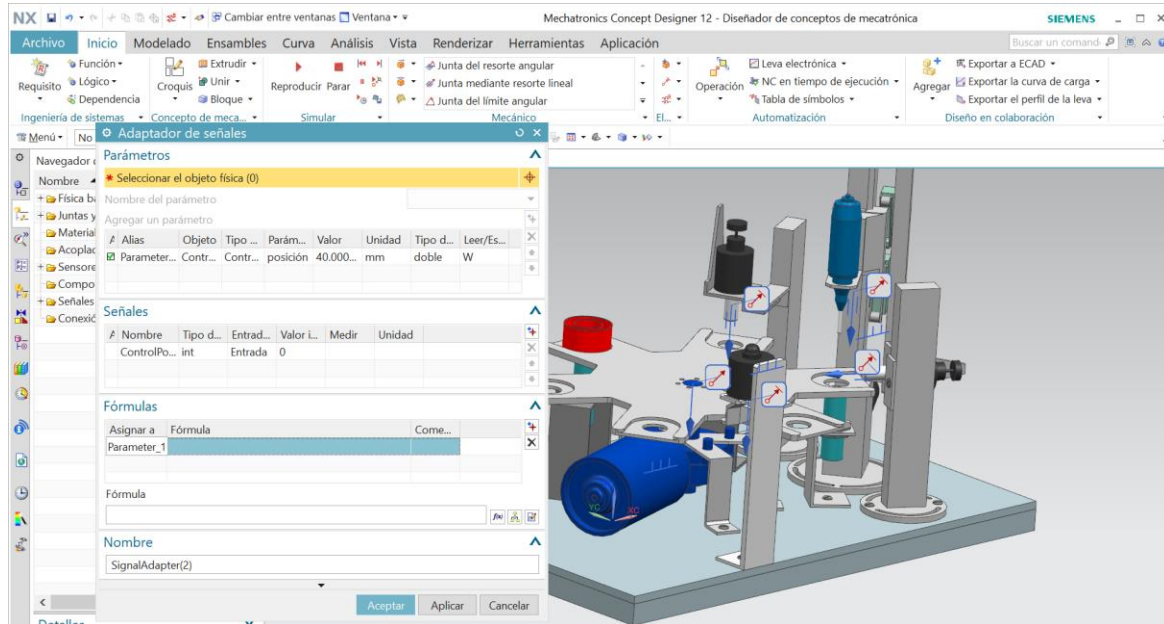 NX Cambiar entre ventanas Ventana Mechatronics Concept Designer 12 - Diseñador de conceptos de mecatrónica SIEMENS
Archivo Inicio Modelado Ensambles Curva Análisis Vista Renderizar Herramientas Aplicación Buscar un comand
Función Extrudir Junta del resorte angular Leva electrónica Exportar a ECAD
Lógico Unir Junta mediante resorte lineal NC en tiempo de ejecución Exportar la curva de carga
Requisito Croquis Reproducir Parar Operación Agregar
Dependencia Bloque Junta del límite angular Tabla de símbolos Exportar el perfil de la leva
Ingeniería de sistemas Concepto de meca... Simular Mecánico El... Automatización Diseño en colaboración
Menú No Adaptador de señales
Navegador Parámetros
Nombre * Seleccionar el objeto física (0)
Física Nombre del parámetro
Juntas y Agregar un parámetro
Material Alias Objeto Tipo ... Parám... Valor Unidad Tipo d... Leer/Es...
Acoplad Parameter... Contr... Contr... posición 40.000... mm doble W
Sensore
Compo
Señales Señales
Conexió Nombre Tipo d... Entrad... Valor i... Medir Unidad
ControlPo... int Entrada 0
Fórmulas
Asignar a Fórmula Come...
Parameter_1
Fórmula
f(x)
Nombre
SignalAdapter(2)
Aceptar Aplicar Cancelar
Detalles
YC XC